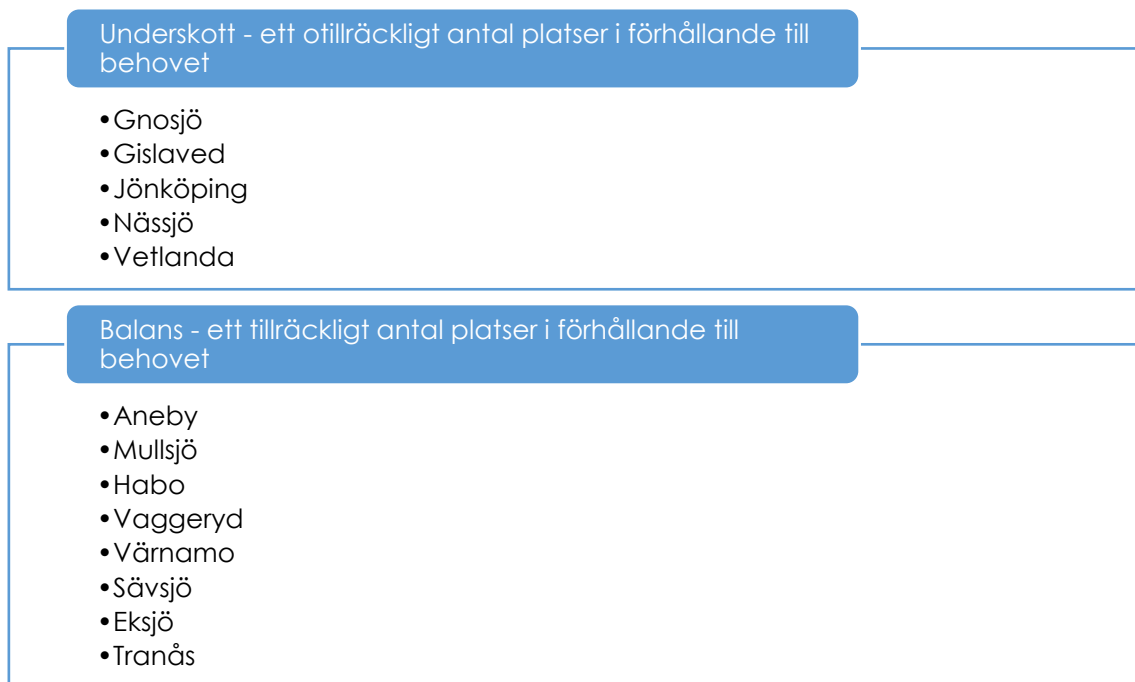 Underskott - ett otillräckligt antal platser i förhållande till
behovet
•Gnosjö
•Gislaved
•Jönköping
•Nässjö
•Vetlanda
Balans - ett tillräckligt antal platser i förhållande till
behovet
•Aneby
•Mullsjö
•Habo
•Vaggeryd
•Värnamo
•Sävsjö
•Eksjö
•Tranås